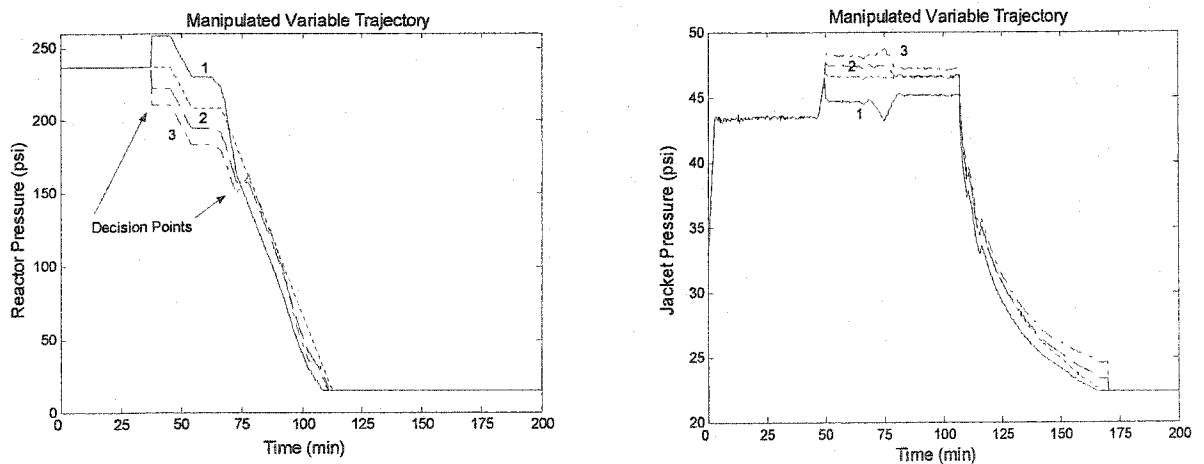 Manipulated Variable Trajectory
Reactor Pressure (psi)
250
200
150
100
50
0
1
2
3
Decision Points
0 25 50 75 100 125 150 175 200
Time (min)
Manipulated Variable Trajectory
Jacket Pressure (psi)
50
45
40
35
30
25
20
3
2
1
0 25 50 75 100 125 150 175 200
Time (min)